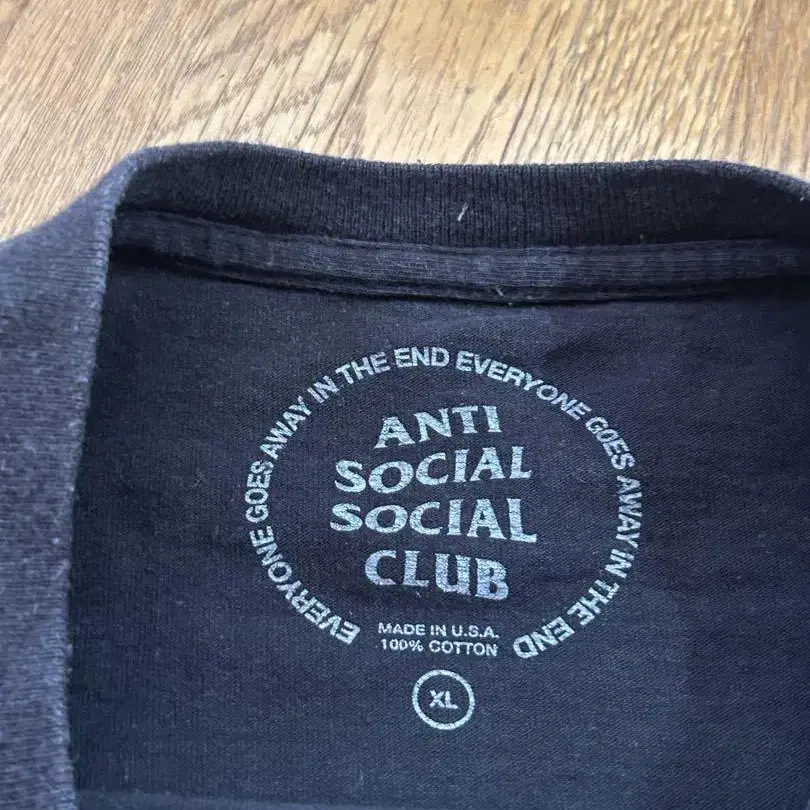 EVERYONE GOES AWAY IN THE END EVERYONE GOES AWAY IN THE END
ANTI
SOCIAL
SOCIAL
CLUB
MADE IN U.S.A.
100% COTTON
XL